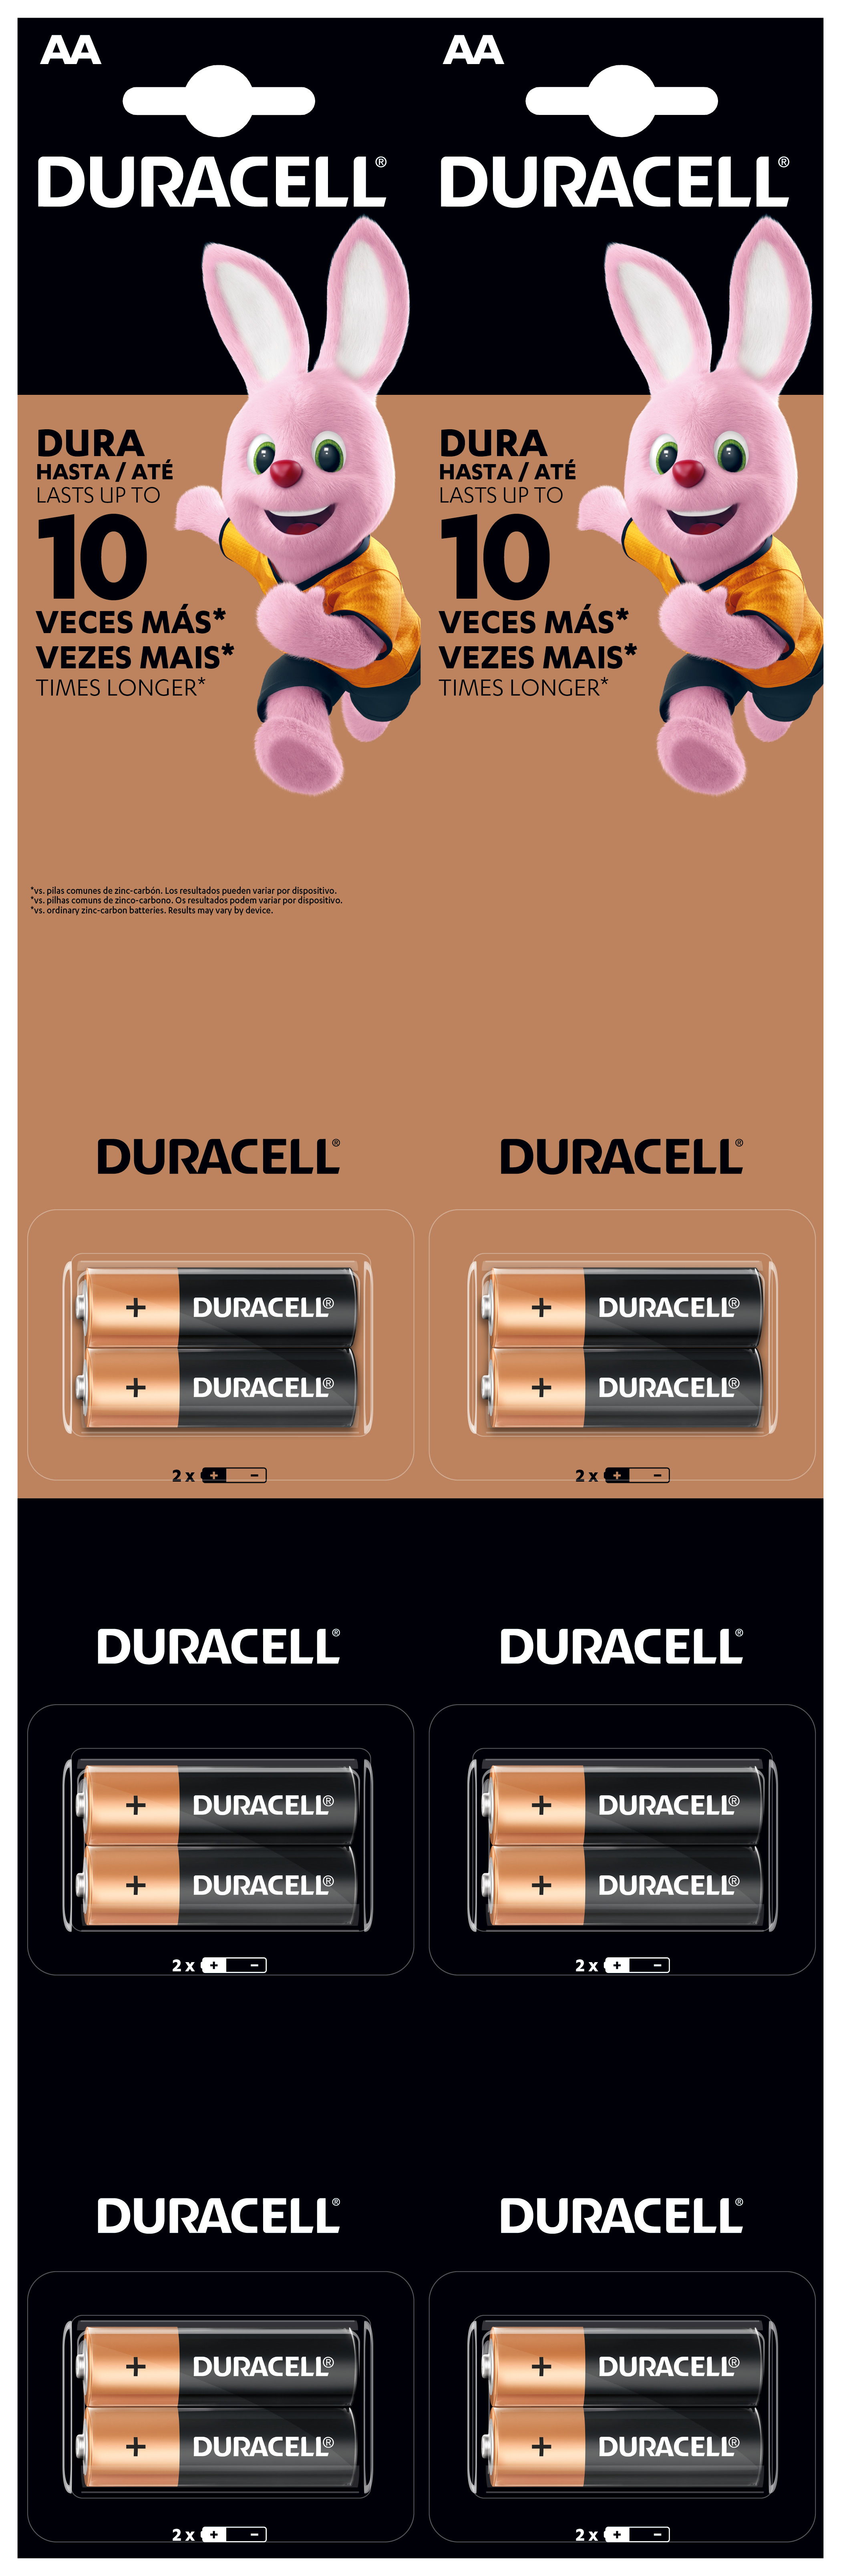 AA
AA
DURACELL®
DURACELL®
DURA
HASTA / ATÉ
LASTS UP TO
10
VECES MÁS*
VEZES MAIS*
TIMES LONGER*
DURA
HASTA / ATÉ
LASTS UP TO
10
VECES MÁS*
VEZES MAIS*
TIMES LONGER*
*vs. pilas comunes de zinc-carbón. Los resultados pueden variar por dispositivo.
*vs. pilhas comuns de zinco-carbono. Os resultados podem variar por dispositivo.
*vs. ordinary zinc-carbon batteries. Results may vary by device.
DURACELL®
DURACELL®
+ DURACELL®
+ DURACELL®
+ DURACELL®
+ DURACELL®
2 x + −
2 x + −
DURACELL®
DURACELL®
+ DURACELL®
+ DURACELL®
+ DURACELL®
+ DURACELL®
2 x + −
2 x + −
DURACELL®
DURACELL®
+ DURACELL®
+ DURACELL®
+ DURACELL®
+ DURACELL®
2 x + −
2 x + −